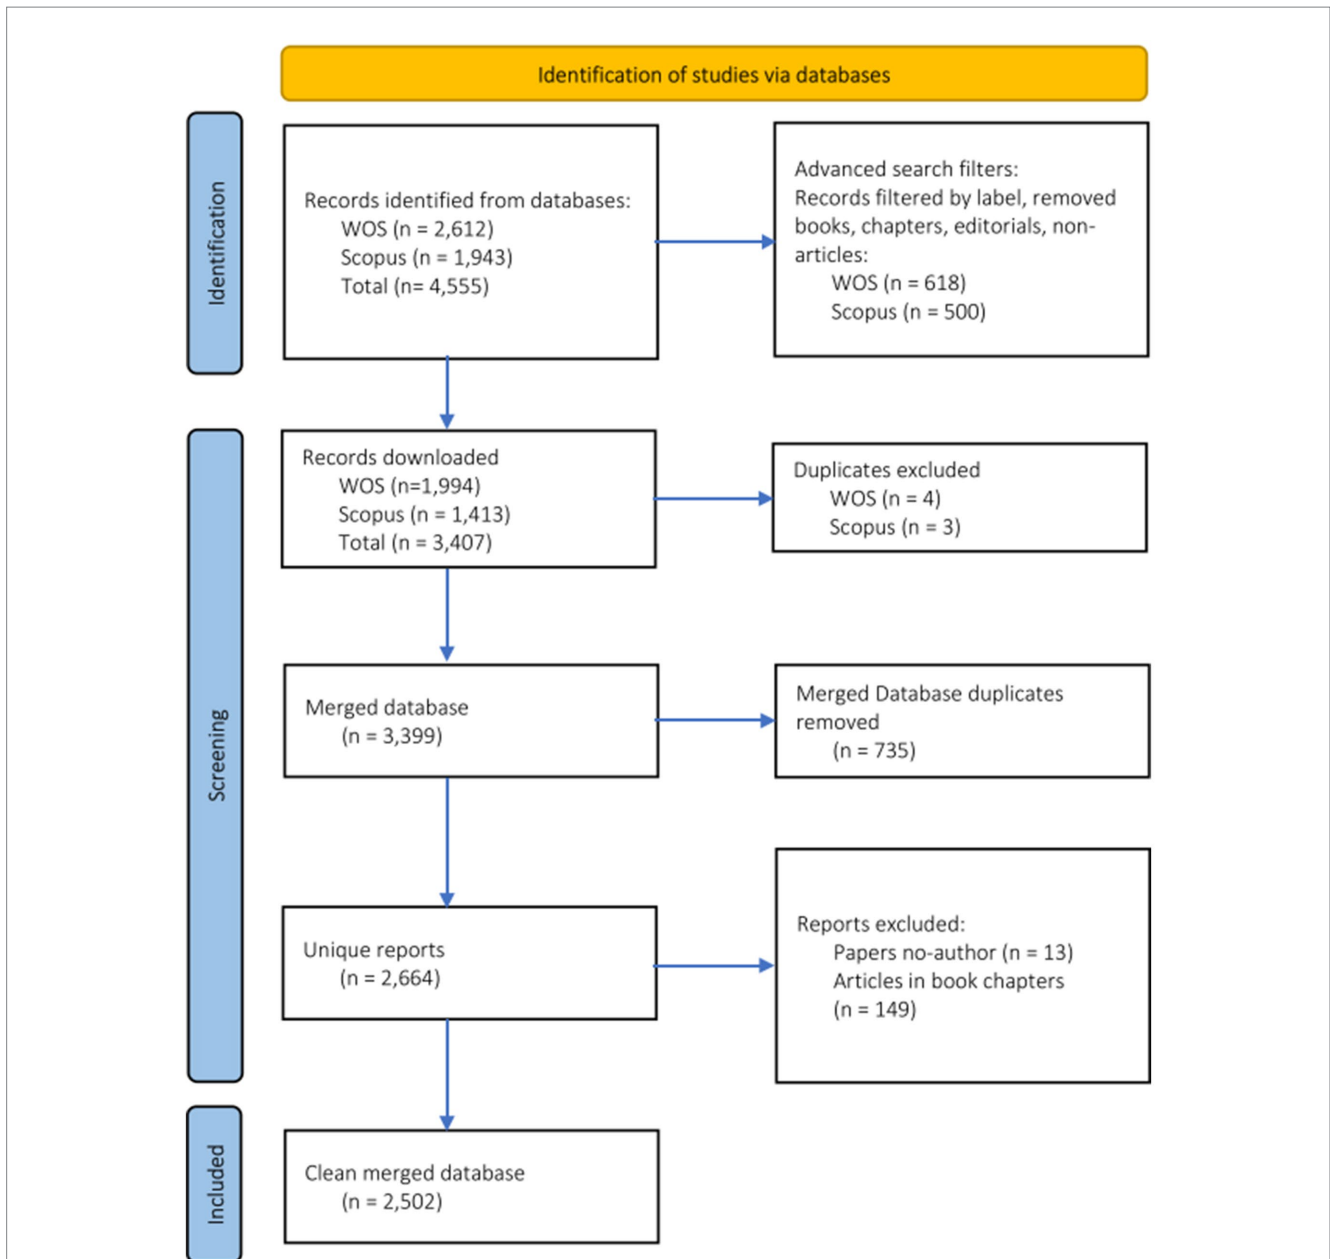 Identification of studies via databases
Identification
Records identified from databases:
WOS (n = 2,612)
Scopus (n = 1,943)
Total (n= 4,555)
Advanced search filters:
Records filtered by label, removed
books, chapters, editorials, non-
articles:
WOS (n = 618)
Scopus (n = 500)
Screening
Records downloaded
WOS (n=1,994)
Scopus (n = 1,413)
Total (n = 3,407)
Duplicates excluded
WOS (n = 4)
Scopus (n = 3)
Merged database
(n = 3,399)
Merged Database duplicates
removed
(n = 735)
Unique reports
(n = 2,664)
Reports excluded:
Papers no-author (n = 13)
Articles in book chapters
(n = 149)
Included
Clean merged database
(n = 2,502)